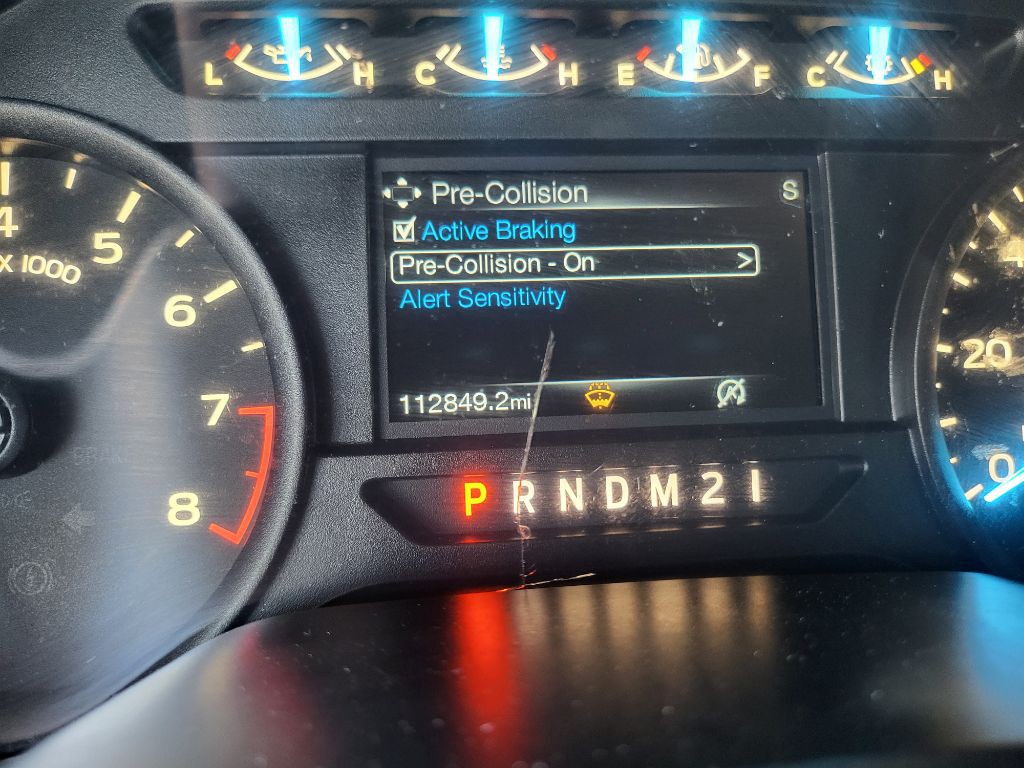 L H C H E F C H
Pre-Collision S
Active Braking
Pre-Collision - On >
Alert Sensitivity
112849.2mi
P R N D M 2 1
4
5
x 1000
6
7
8
20
0